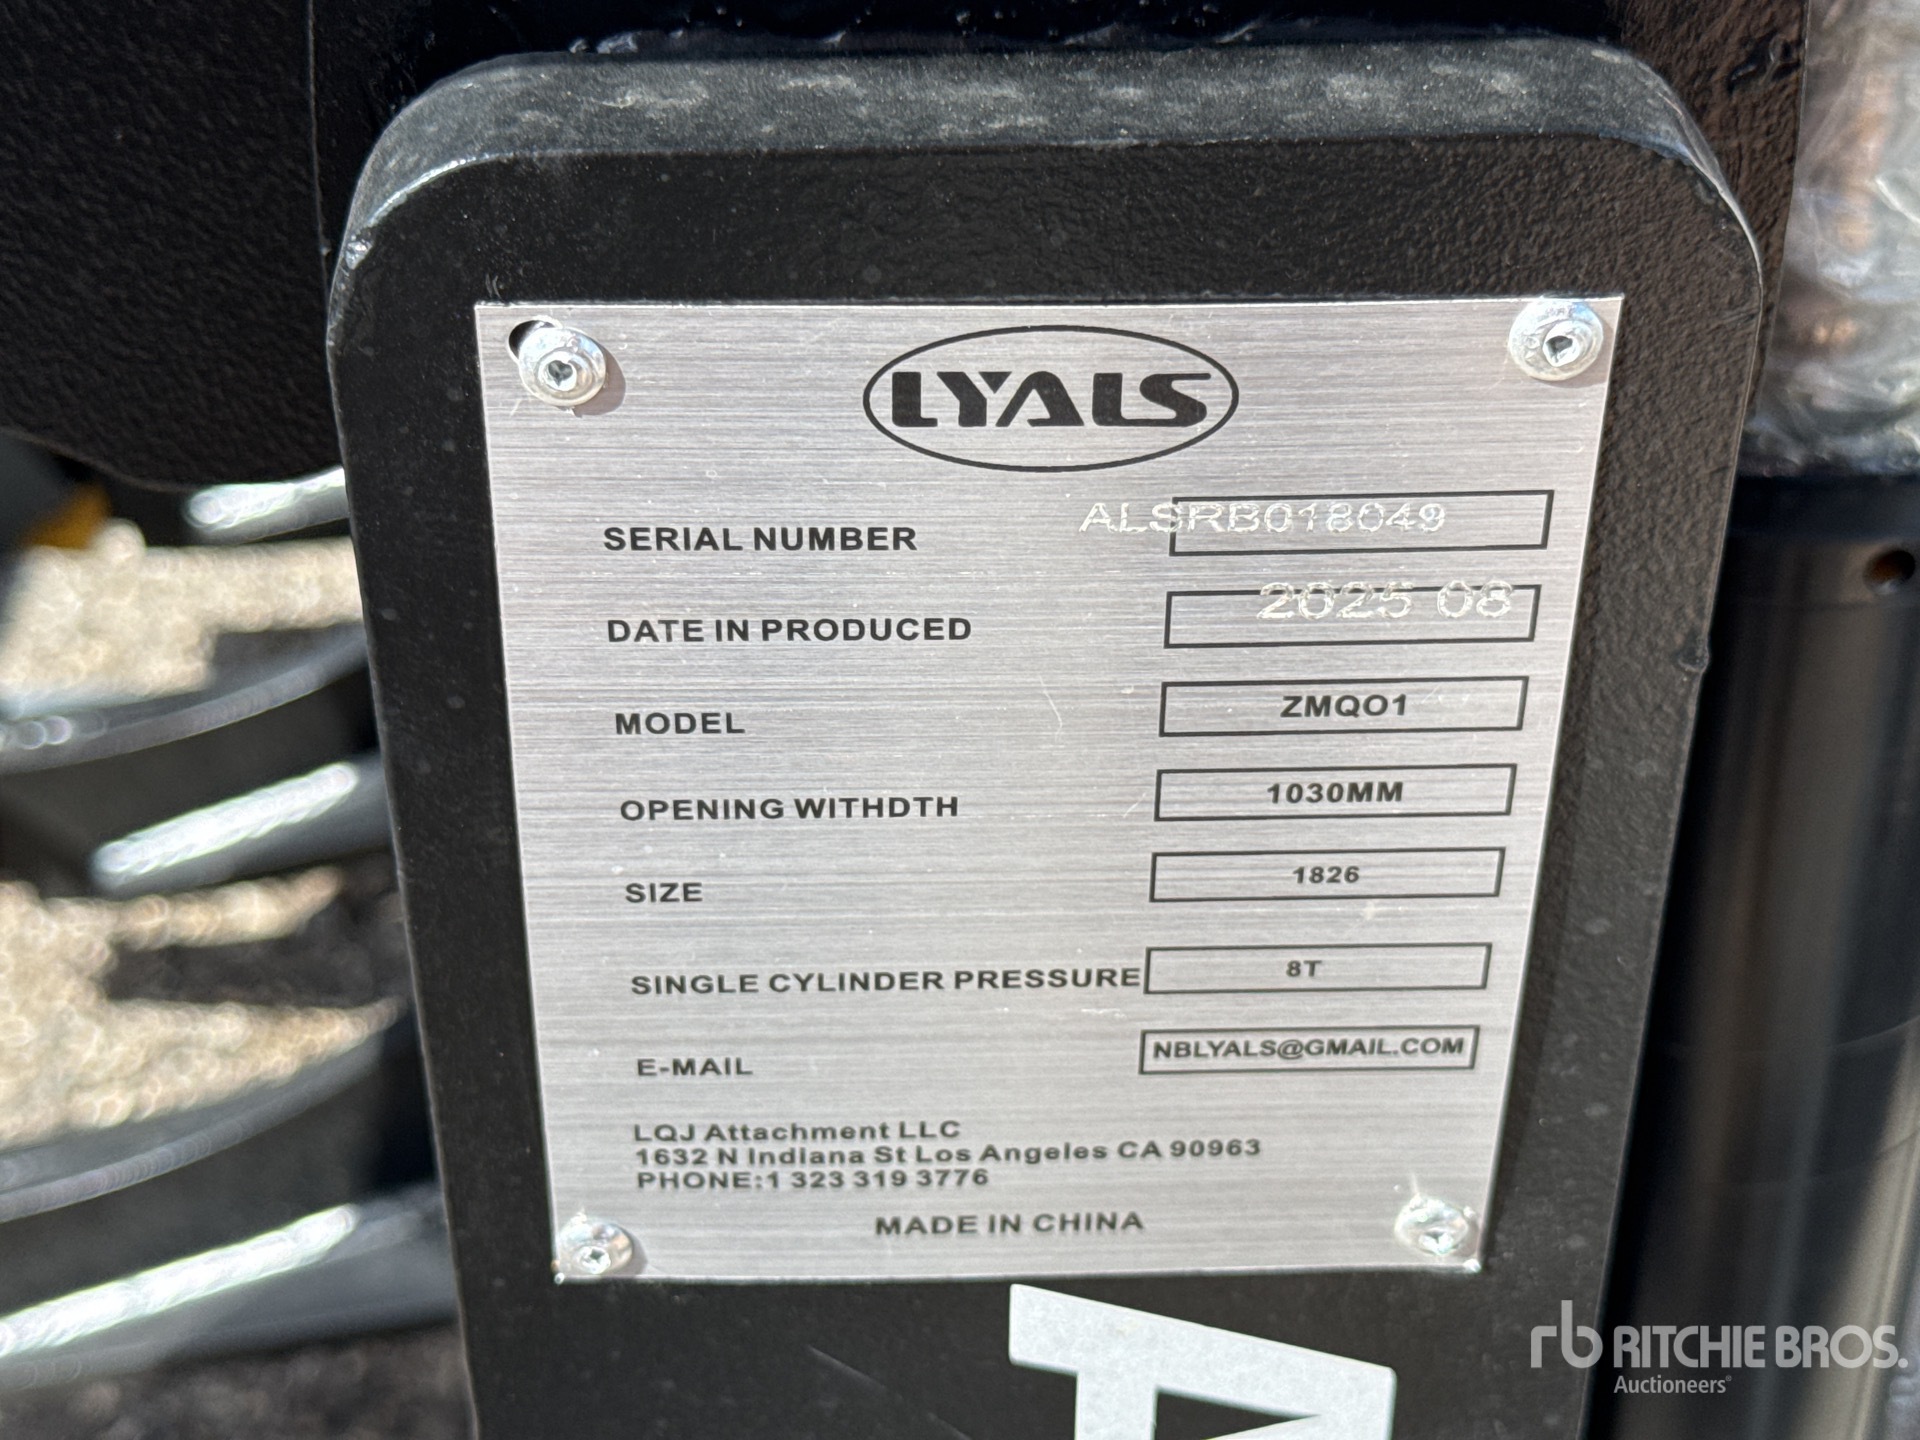 LYALS
SERIAL NUMBER ALSRB018049
DATE IN PRODUCED 2025 08
MODEL ZMQO1
OPENING WITHDTH 1030MM
SIZE 1826
SINGLE CYLINDER PRESSURE 8T
E-MAIL NBLYALS@GMAIL.COM
LQJ Attachment LLC
1632 N Indiana St Los Angeles CA 90963
PHONE:1 323 319 3776
MADE IN CHINA
rb RITCHIE BROS.
Auctioneers